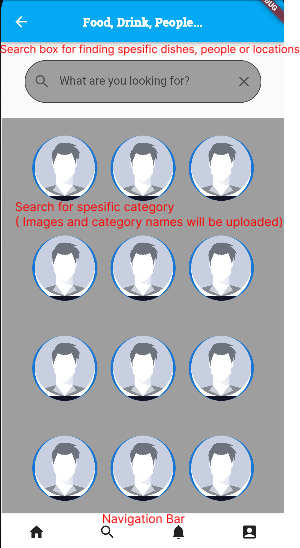 Food, Drink, People...
Search box for finding spesific dishes, people or locations
What are you looking for?
Search for spesific category
( Images and category names will be uploaded)
Navigation Bar